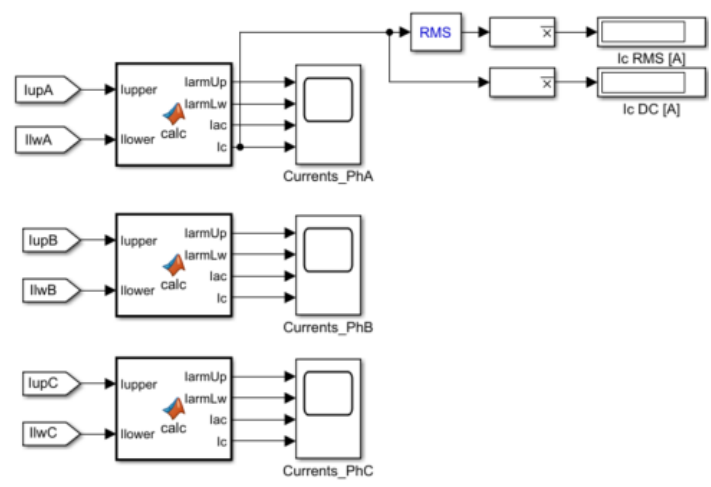 RMS
x
Ic RMS [A]
x
Ic DC [A]
IupA
IlwA
Iupper
Ilower
calc
IarmUp
IarmLw
Iac
Ic
Currents_PhA
IupB
IlwB
Iupper
Ilower
calc
IarmUp
IarmLw
Iac
Ic
Currents_PhB
IupC
IlwC
Iupper
Ilower
calc
IarmUp
IarmLw
Iac
Ic
Currents_PhC